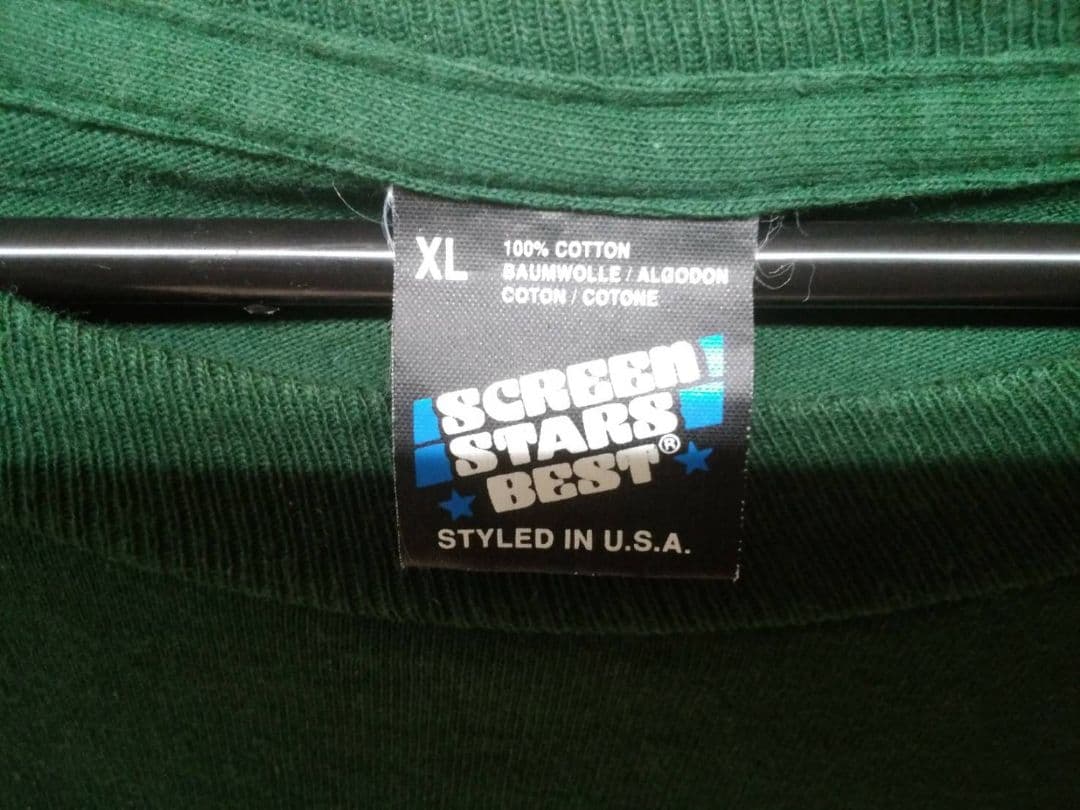 XL
100% COTTON
BAUMWOLLE / ALGODON
COTON / COTONE
SCREEN
STARS
BEST®
STYLED IN U.S.A.